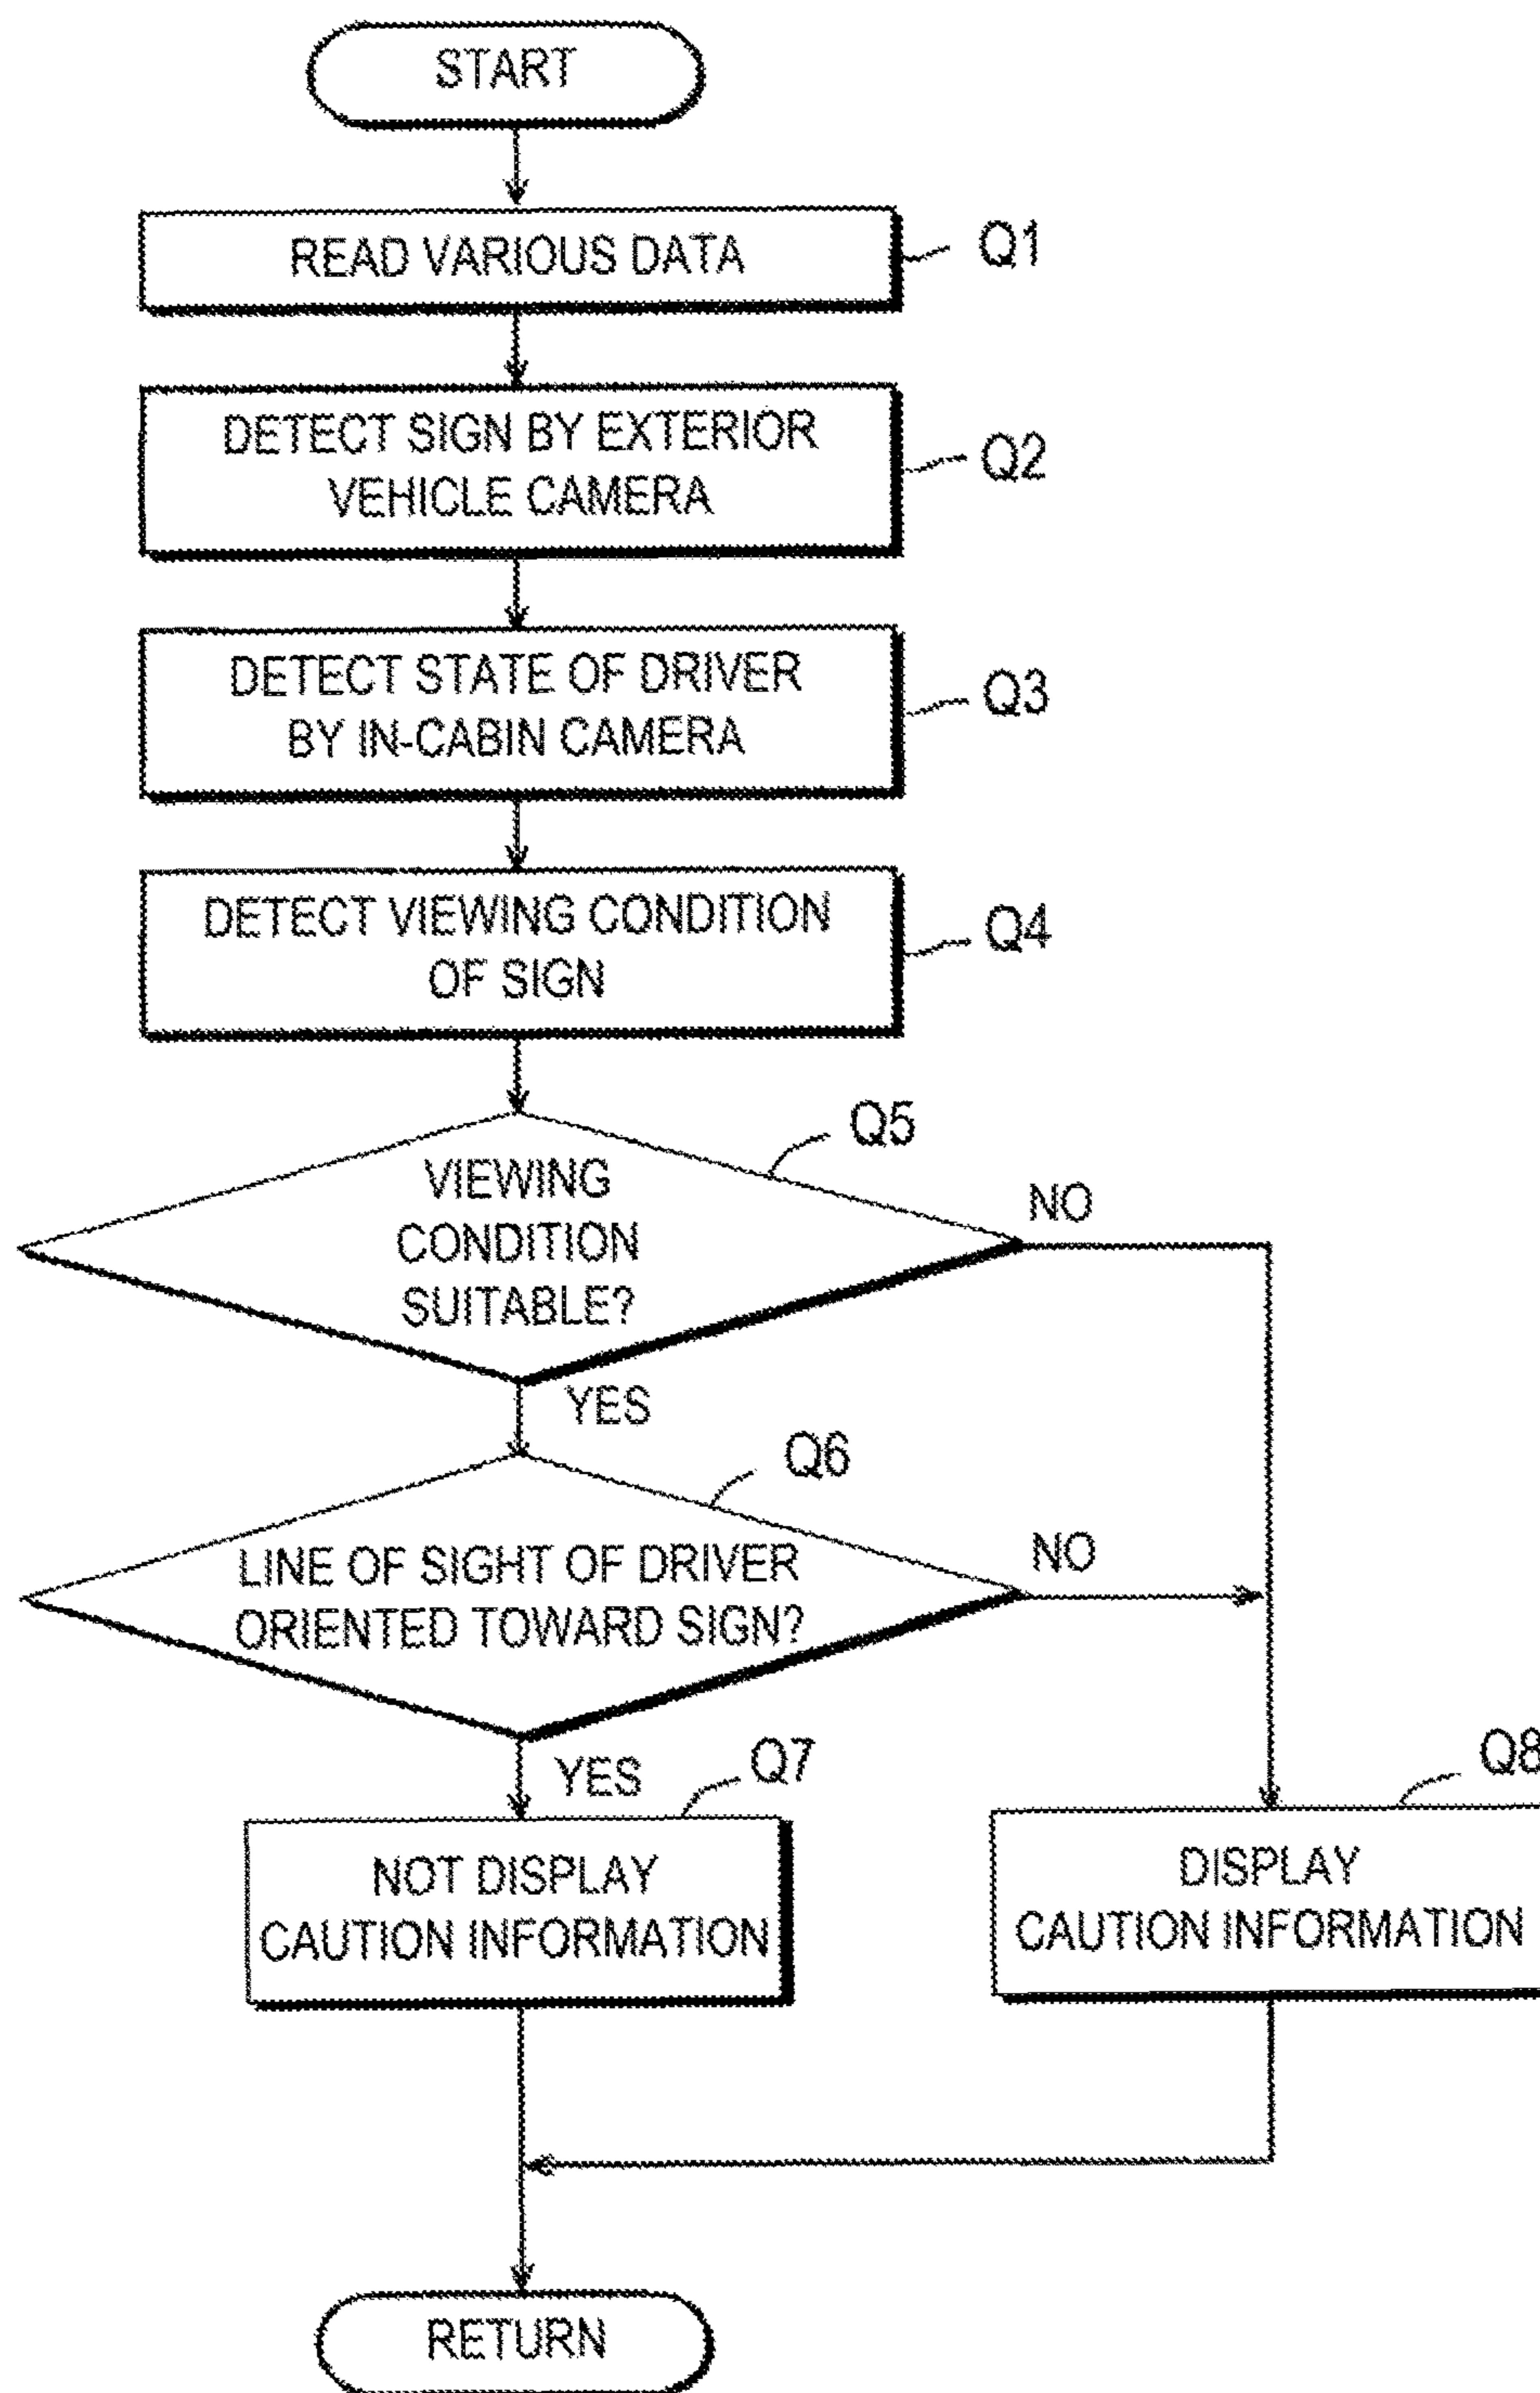 START
READ VARIOUS DATA
Q1
DETECT SIGN BY EXTERIOR
VEHICLE CAMERA
Q2
DETECT STATE OF DRIVER
BY IN-CABIN CAMERA
Q3
DETECT VIEWING CONDITION
OF SIGN
Q4
Q5
VIEWING
CONDITION
SUITABLE?
NO
YES
Q6
LINE OF SIGHT OF DRIVER
ORIENTED TOWARD SIGN?
NO
YES
Q7
NOT DISPLAY
CAUTION INFORMATION
Q8
DISPLAY
CAUTION INFORMATION
RETURN